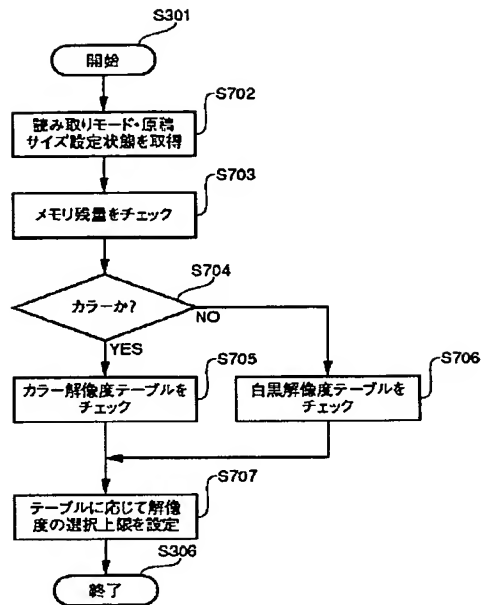 S301
開始
S702
読み取りモード・原稿
サイズ設定状態を取得
S703
メモリ残量をチェック
S704
カラーか?
NO
YES
S705
カラー解像度テーブルを
チェック
S706
白黒解像度テーブルを
チェック
S707
テーブルに応じて解像
度の選択上限を設定
S306
終了